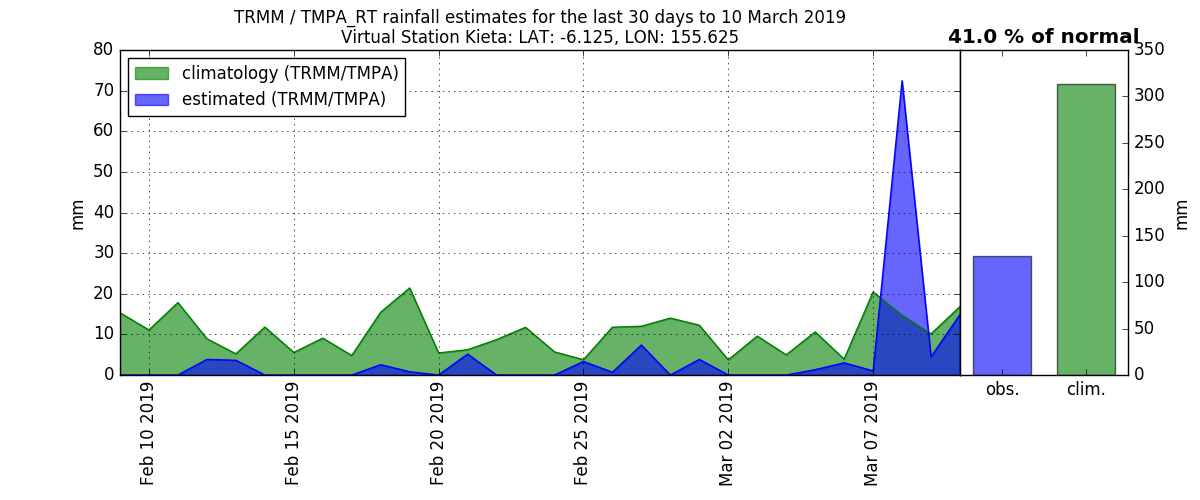 TRMM / TMPA_RT rainfall estimates for the last 30 days to 10 March 2019
Virtual Station Kieta: LAT: -6.125, LON: 155.625
41.0 % of normal
climatology (TRMM/TMPA)
estimated (TRMM/TMPA)
80
70
60
50
40
30
20
10
0
mm
350
300
250
200
150
100
50
0
mm
obs.
clim.
Feb 10 2019
Feb 15 2019
Feb 20 2019
Feb 25 2019
Mar 02 2019
Mar 07 2019